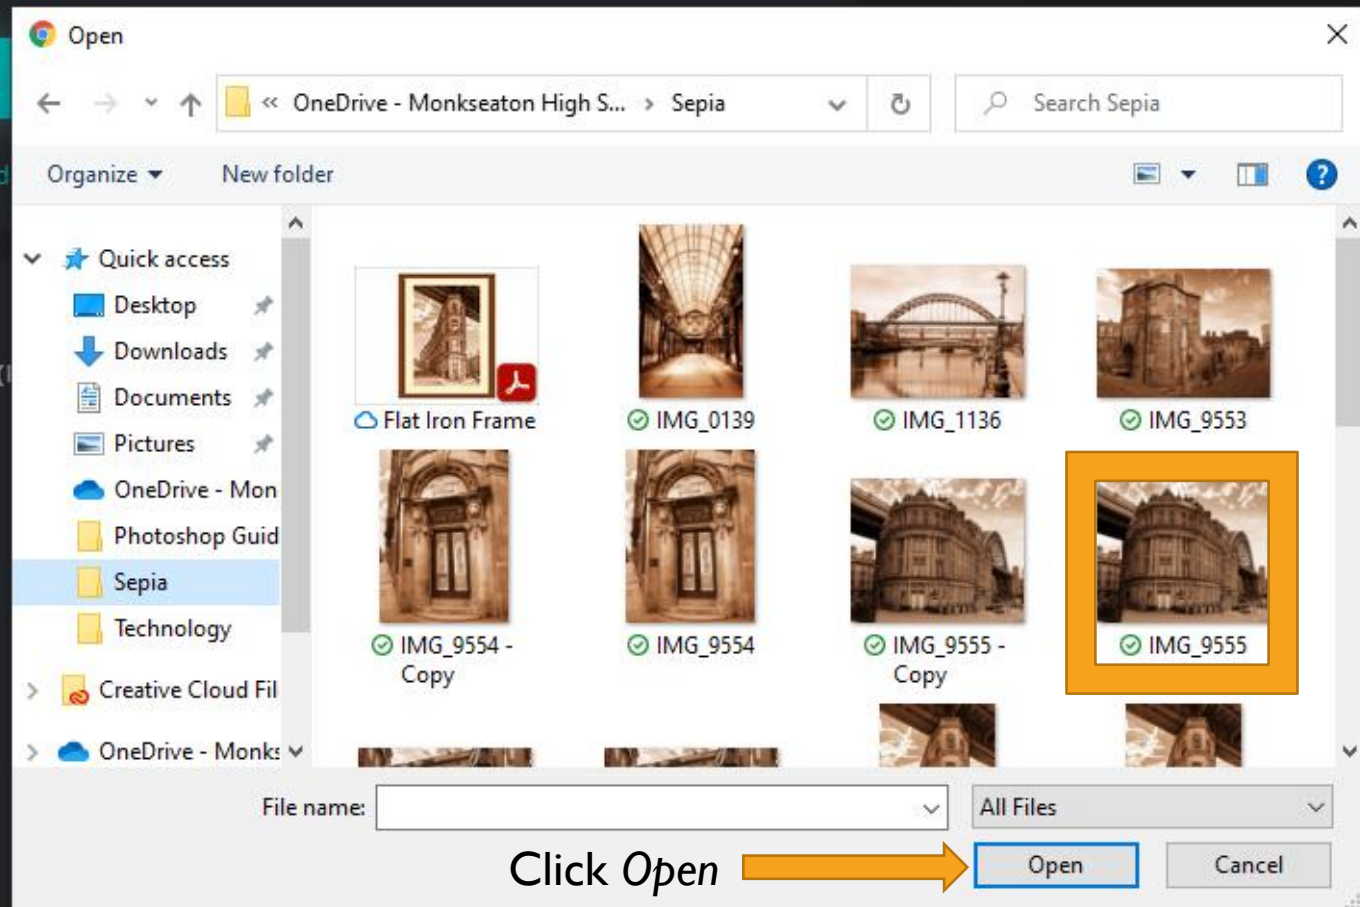 Open
« OneDrive - Monkseaton High S... › Sepia
Search Sepia
Organize
New folder
Quick access
Desktop
Downloads
Documents
Pictures
OneDrive - Mon
Photoshop Guid
Sepia
Technology
Creative Cloud Fil
OneDrive - Monks
Flat Iron Frame
IMG_0139
IMG_1136
IMG_9553
IMG_9554 -
Copy
IMG_9554
IMG_9555 -
Copy
IMG_9555
File name:
All Files
Click Open
Open
Cancel